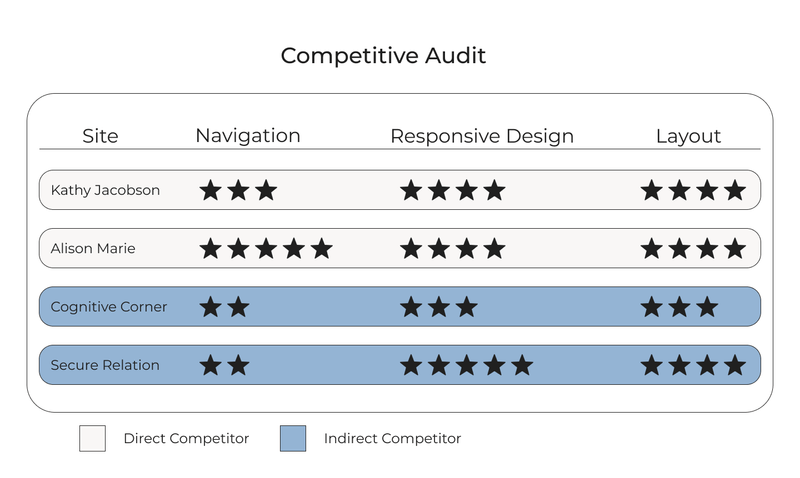 Competitive Audit
Site Navigation Responsive Design Layout
Kathy Jacobson
Alison Marie
Cognitive Corner
Secure Relation
Direct Competitor Indirect Competitor